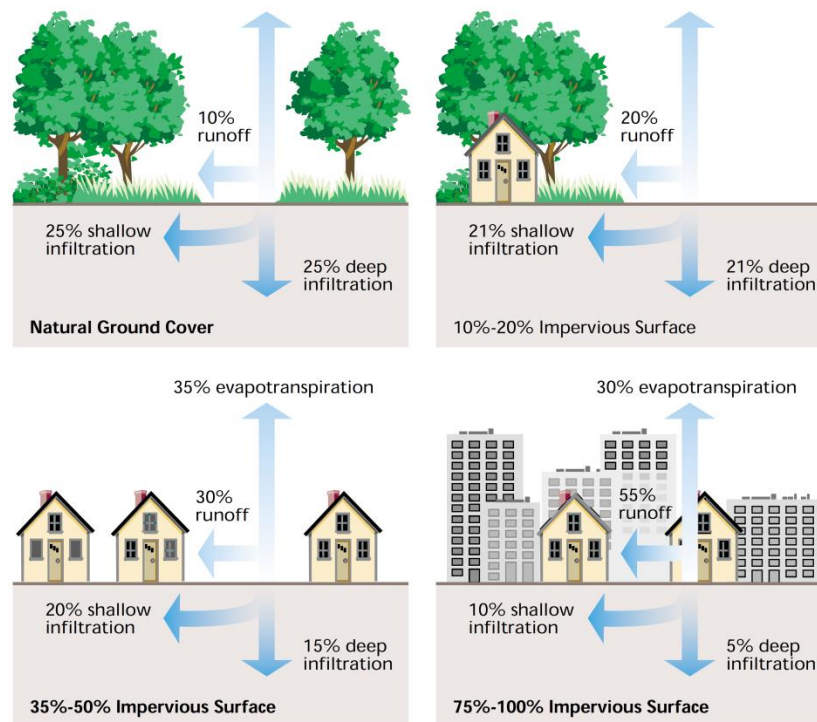 10%
runoff
25% shallow
infiltration
25% deep
infiltration
Natural Ground Cover
20%
runoff
21% shallow
infiltration
21% deep
infiltration
10%-20% Impervious Surface
35% evapotranspiration
30%
runoff
20% shallow
infiltration
15% deep
infiltration
35%-50% Impervious Surface
30% evapotranspiration
55%
runoff
10% shallow
infiltration
5% deep
infiltration
75%-100% Impervious Surface